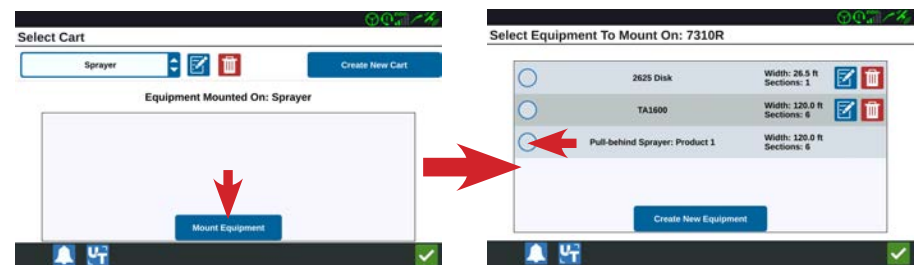 Select Cart
Sprayer
Create New Cart
Equipment Mounted On: Sprayer
Mount Equipment
UT
Select Equipment To Mount On: 7310R
2625 Disk
Width: 26.5 ft
Sections: 1
TA1600
Width: 120.0 ft
Sections: 6
Pull-behind Sprayer: Product 1
Width: 120.0 ft
Sections: 6
Create New Equipment
UT